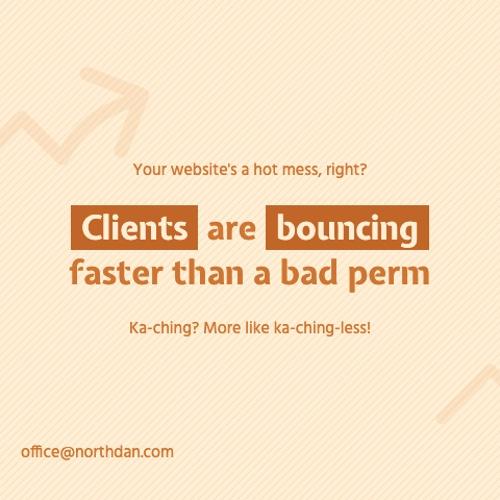 Your website's a hot mess, right?
Clients are bouncing
faster than a bad perm
Ka-ching? More like ka-ching-less!
office@northdan.com